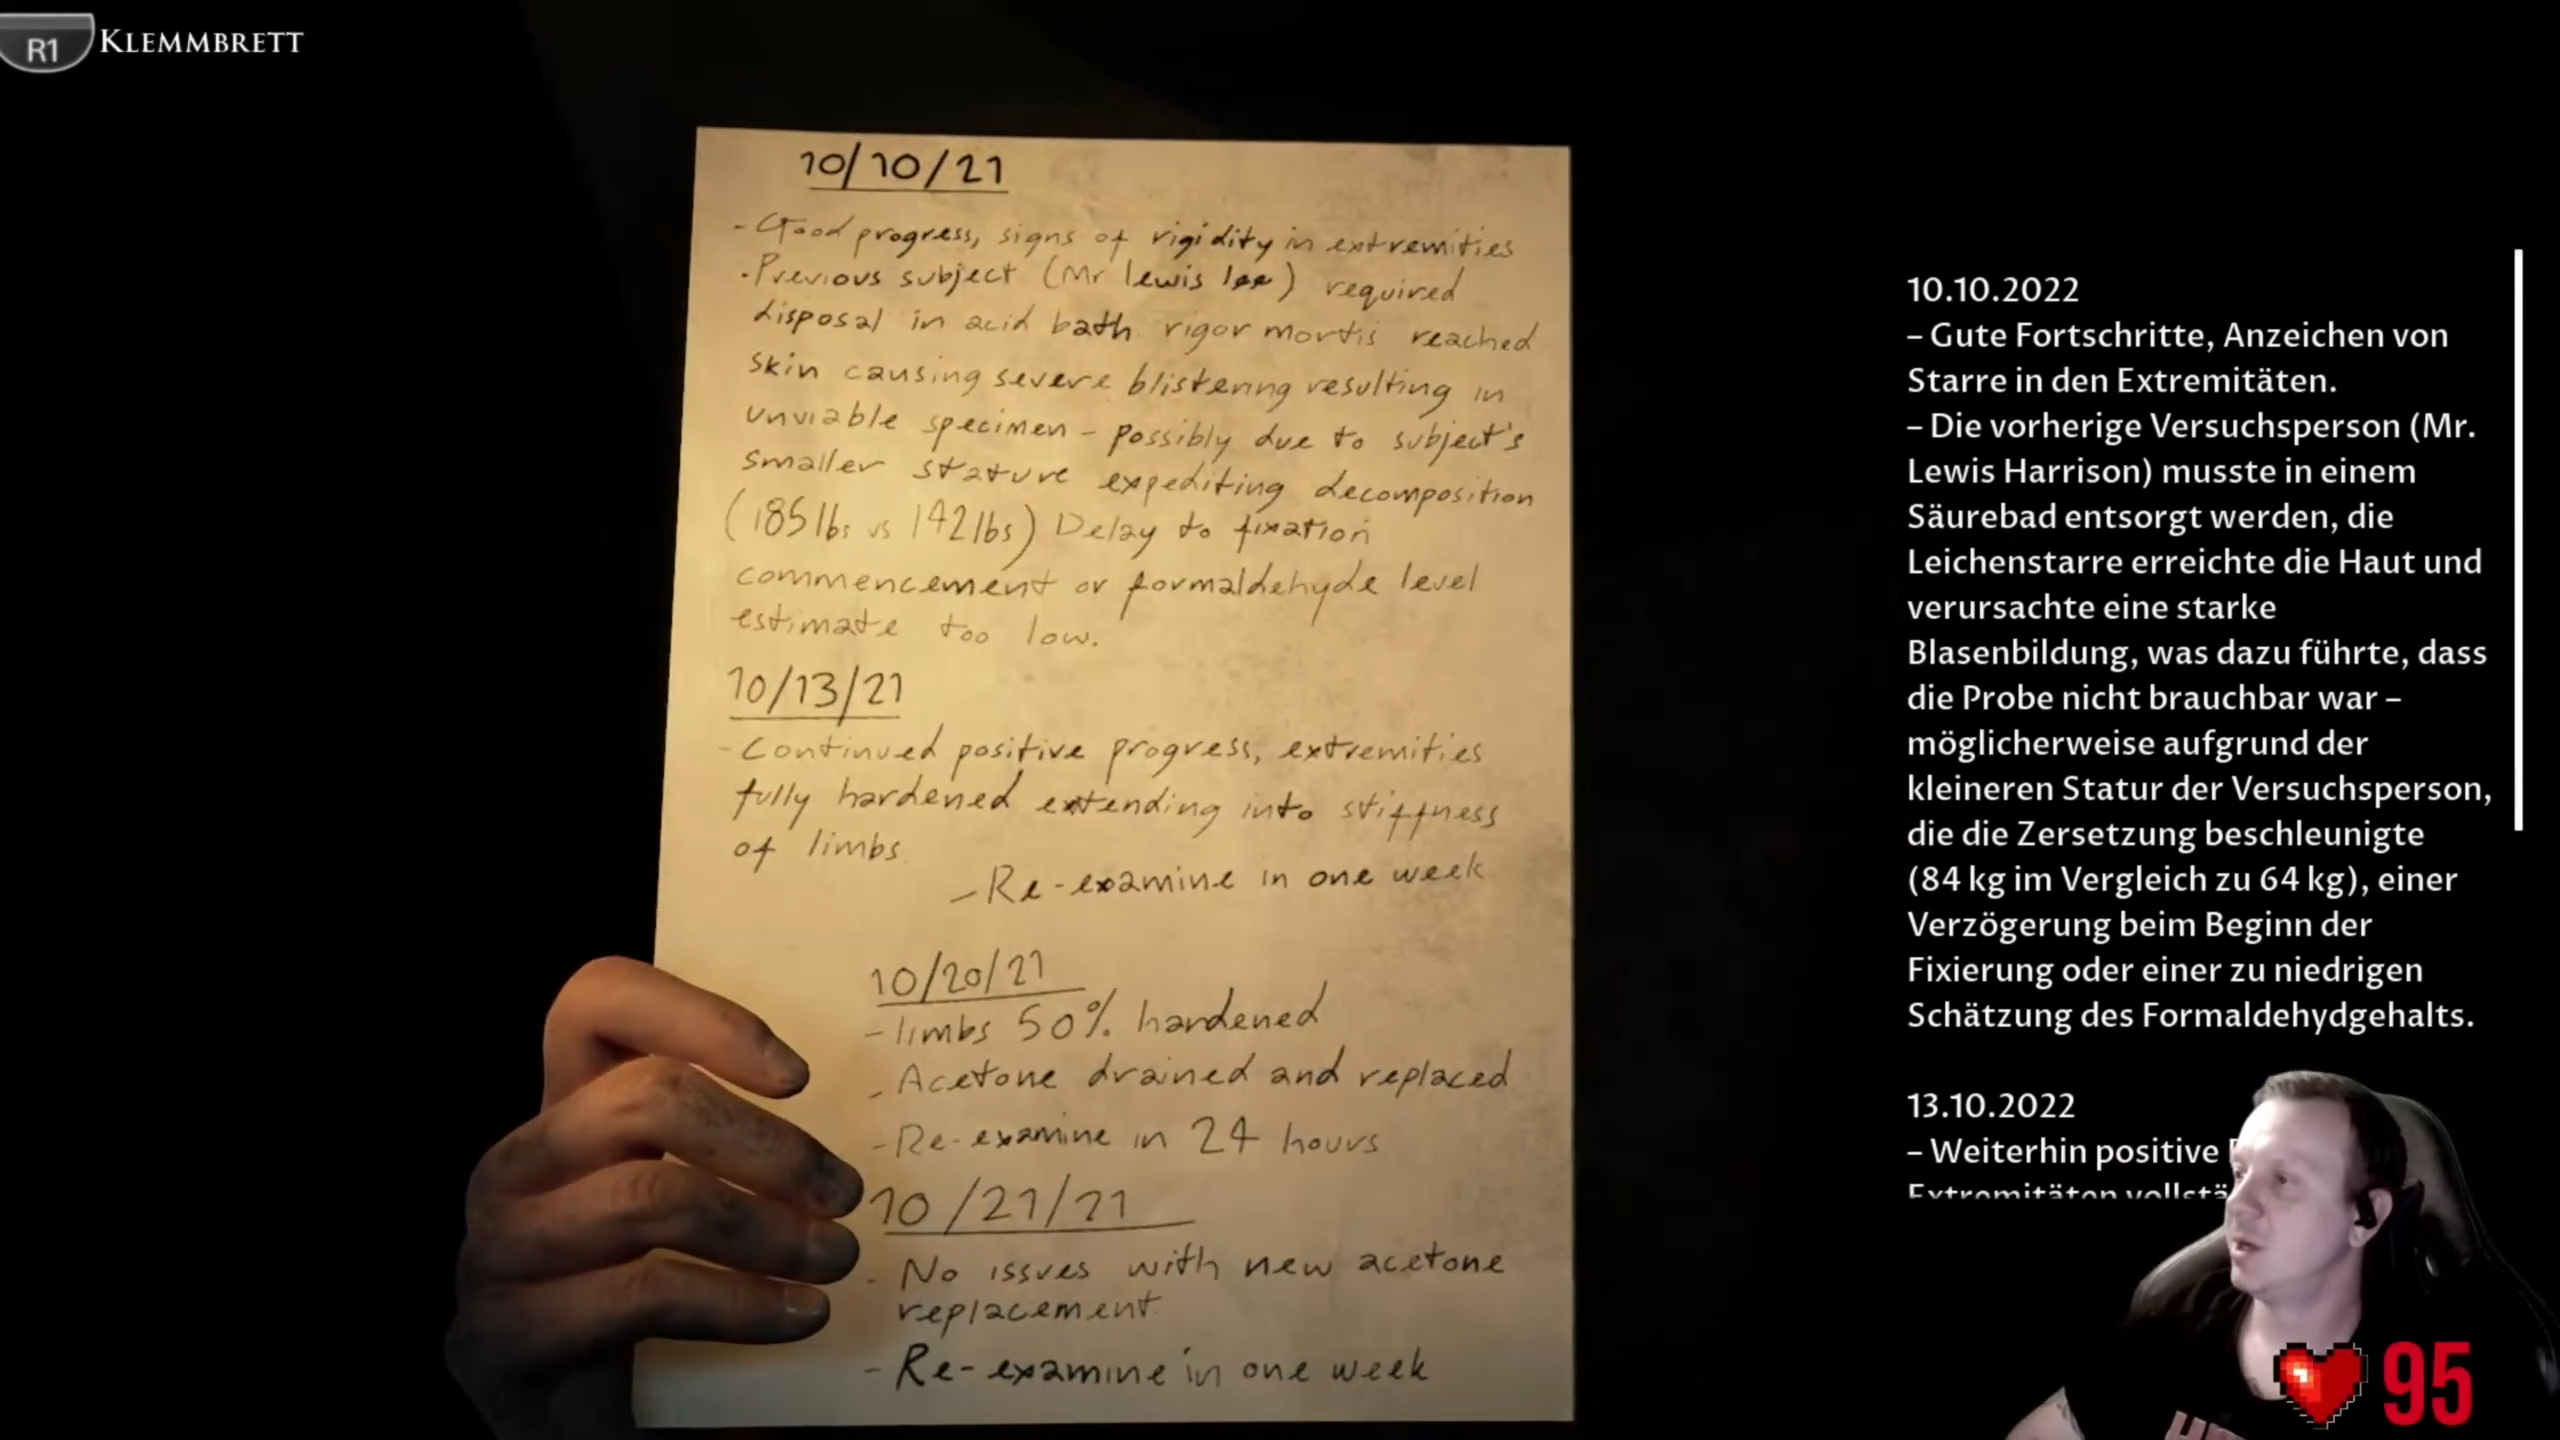 R1 KLEMMBRETT
10/10/21
- Good progress, signs of rigidity in extremities
- Previous subject (Mr lewis lee) required
disposal in acid bath rigor mortis reached
skin causing severe blistering resulting in
unviable specimen - possibly due to subject's
smaller stature expediting decomposition
(185 lbs vs 142 lbs) Delay to fixation
commencement or formaldehyde level
estimate too low.
10/13/21
- Continued positive progress, extremities
fully hardened extending into stiffness
of limbs
- Re-examine in one week
10/20/21
- limbs 50% hardened
- Acetone drained and replaced
- Re-examine in 24 hours
10/21/21
- No issues with new acetone
replacement.
- Re-examine in one week
10.10.2022
– Gute Fortschritte, Anzeichen von
Starre in den Extremitäten.
– Die vorherige Versuchsperson (Mr.
Lewis Harrison) musste in einem
Säurebad entsorgt werden, die
Leichenstarre erreichte die Haut und
verursachte eine starke
Blasenbildung, was dazu führte, dass
die Probe nicht brauchbar war –
möglicherweise aufgrund der
kleineren Statur der Versuchsperson,
die die Zersetzung beschleunigte
(84 kg im Vergleich zu 64 kg), einer
Verzögerung beim Beginn der
Fixierung oder einer zu niedrigen
Schätzung des Formaldehydgehalts.
13.10.2022
– Weiterhin positive
Extremitäten
95